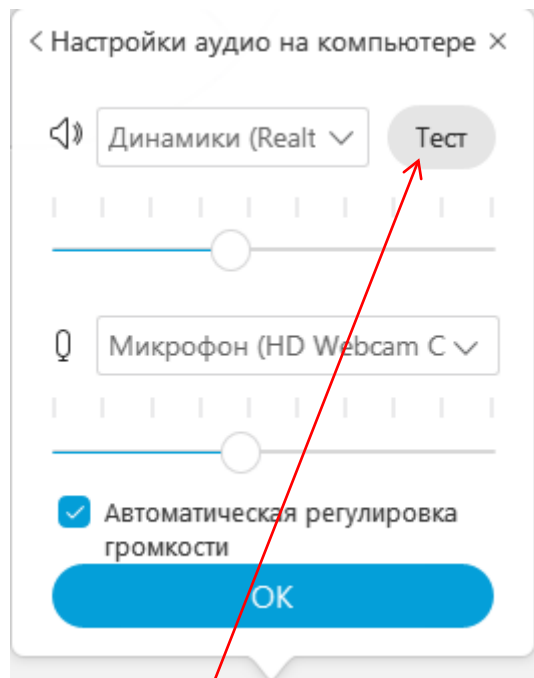 Настройки аудио на компьютере
Динамики (Realt
Тест
Микрофон (HD Webcam C
Автоматическая регулировка
громкости
OK